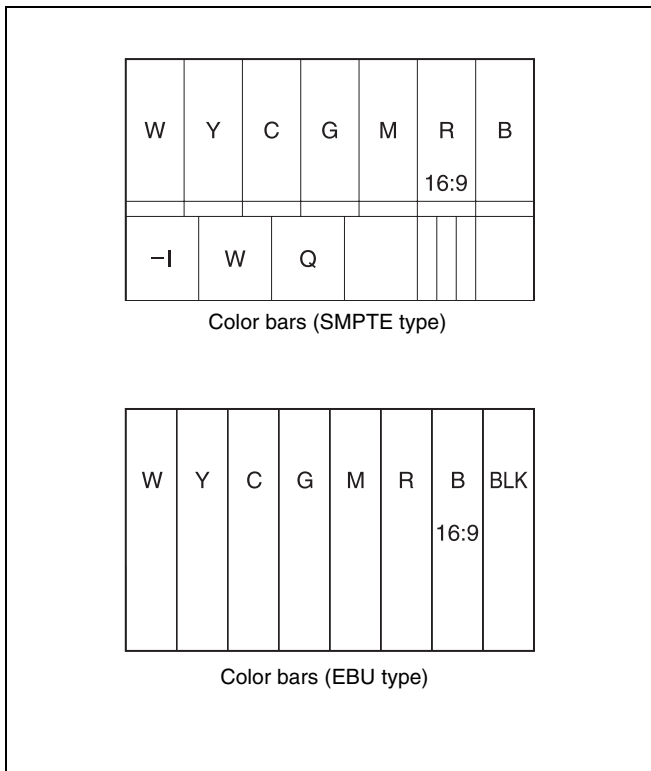 W Y C G M R B
16:9
-I W Q
Color bars (SMPTE type)
W Y C G M R B BLK
16:9
Color bars (EBU type)